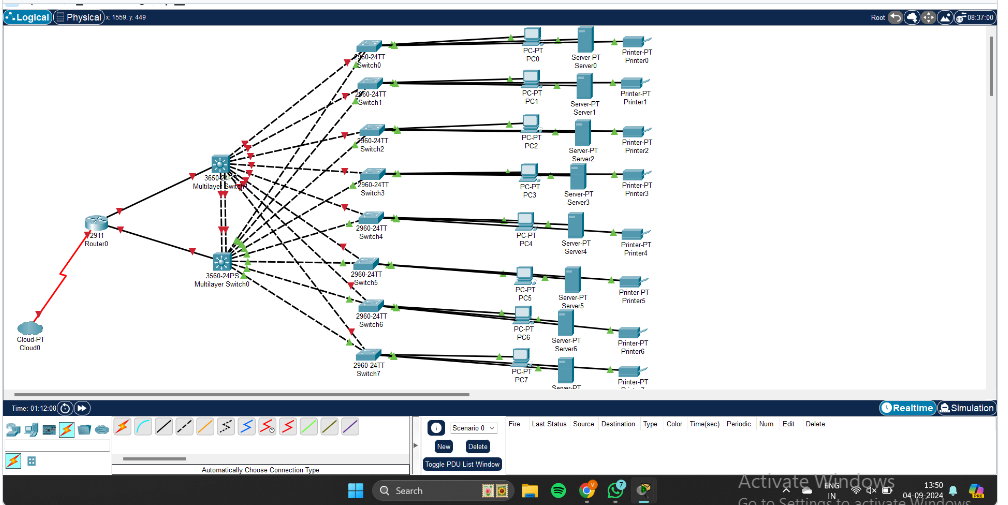 Logical
Physical x: 1559, y: 449
Root
08:37:00
2960-24TT
Switch0
PC-PT
PC0
Server-PT
Server0
Printer-PT
Printer0
2960-24TT
Switch1
PC-PT
PC1
Server-PT
Server1
Printer-PT
Printer1
2960-24TT
Switch2
PC-PT
PC2
Server-PT
Server2
Printer-PT
Printer2
2960-24TT
Switch3
PC-PT
PC3
Server-PT
Server3
Printer-PT
Printer3
Multilayer
2911
Router0
3560-24PS
Multilayer Switch0
2960-24TT
Switch4
PC-PT
PC4
Server-PT
Server4
Printer-PT
Printer4
2960-24TT
Switch5
PC-PT
PC5
Server-PT
Server5
Printer-PT
Printer5
2960-24TT
Switch6
PC-PT
PC6
Server-PT
Server6
Printer-PT
Printer6
Cloud-PT
Cloud0
2960-24TT
Switch7
PC-PT
PC7
Server-PT
Printer-PT
Time: 01:12:00
Realtime
Simulation
Scenario 0
New
Delete
Toggle PDU List Window
Fire Last Status Source Destination Type Color Time(sec) Periodic Num Edit Delete
Automatically Choose Connection Type
Activate Windows
Go to Settings to activate Windows
Search
7
ENG
IN
13:50
04-09-2024